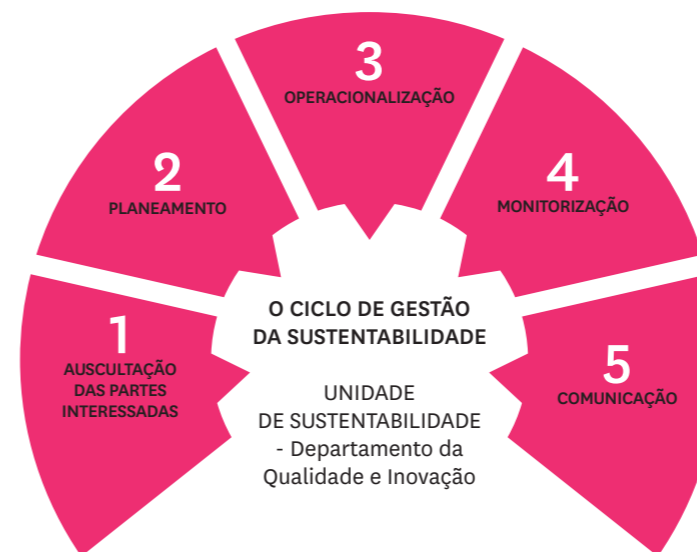 1
AUSCULTAÇÃO
DAS PARTES
INTERESSADAS
2
PLANEAMENTO
3
OPERACIONALIZAÇÃO
4
MONITORIZAÇÃO
5
COMUNICAÇÃO
O CICLO DE GESTÃO
DA SUSTENTABILIDADE
UNIDADE
DE SUSTENTABILIDADE
- Departamento da
Qualidade e Inovação